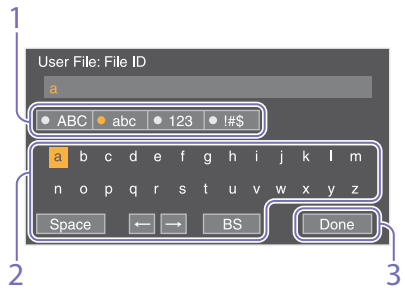 1
User File: File ID
a
ABC abc 123 !#$
a b c d e f g h i j k l m
n o p q r s t u v w x y z
Space ← → BS Done
2 3